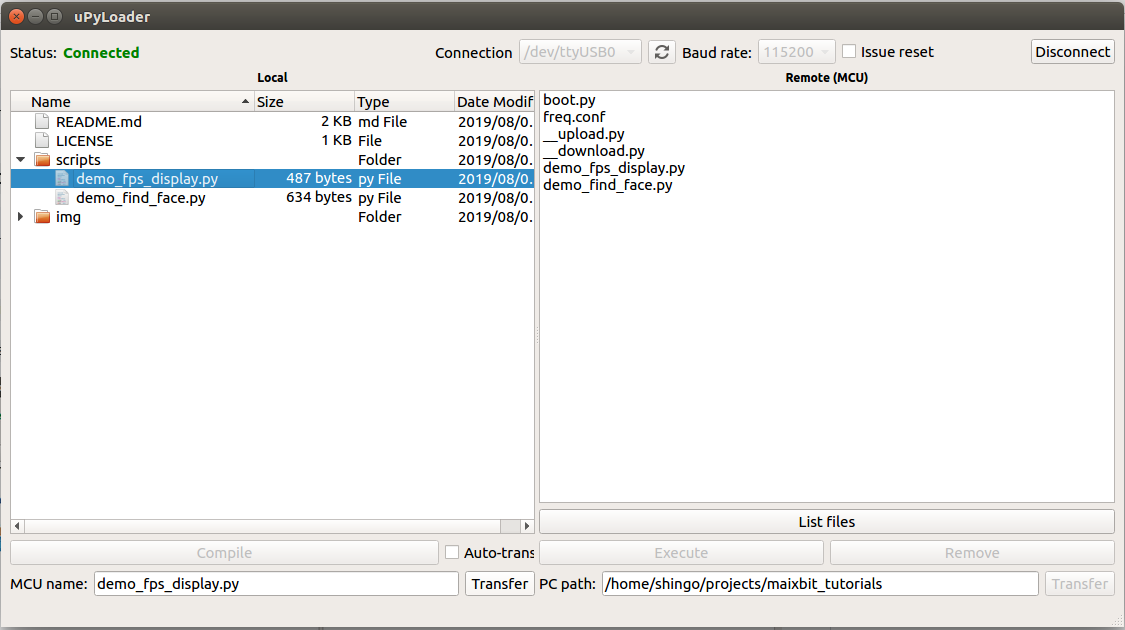 uPyLoader
Status: Connected Connection /dev/ttyUSB0 Baud rate: 115200 Issue reset Disconnect
Local Remote (MCU)
Name Size Type Date Modif
README.md 2 KB md File 2019/08/0.
LICENSE 1 KB File 2019/08/0.
scripts Folder 2019/08/0.
demo_fps_display.py 487 bytes py File 2019/08/0.
demo_find_face.py 634 bytes py File 2019/08/0.
img Folder 2019/08/0.
boot.py
freq.conf
__upload.py
__download.py
demo_fps_display.py
demo_find_face.py
List files
Compile Auto-trans Execute Remove
MCU name: demo_fps_display.py Transfer PC path: /home/shingo/projects/maixbit_tutorials Transfer